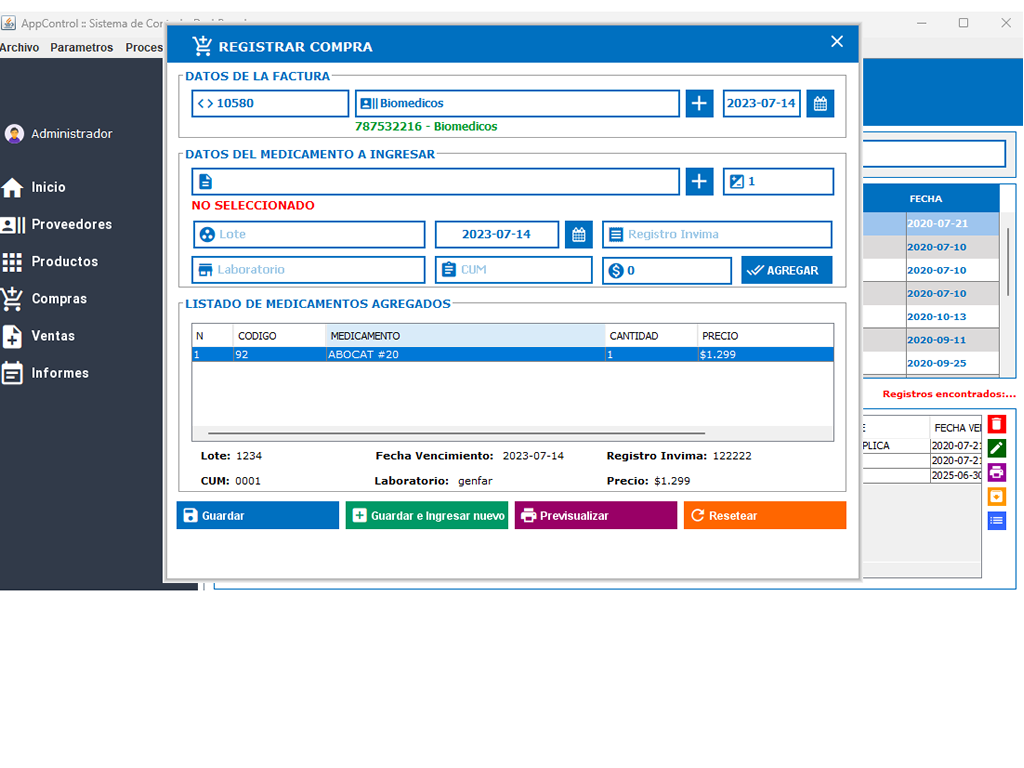 AppControl :: Sistema de
Archivo Parametros Proces
REGISTRAR COMPRA
DATOS DE LA FACTURA
<> 10580
Biomedicos
2023-07-14
787532216 - Biomedicos
DATOS DEL MEDICAMENTO A INGRESAR
1
NO SELECCIONADO
Lote
2023-07-14
Registro Invima
Laboratorio
CUM
0
AGREGAR
LISTADO DE MEDICAMENTOS AGREGADOS
N CODIGO MEDICAMENTO CANTIDAD PRECIO
1 92 ABOCAT #20 1 $1.299
Lote: 1234 Fecha Vencimiento: 2023-07-14 Registro Invima: 122222
CUM: 0001 Laboratorio: genfar Precio: $1.299
Guardar
Guardar e Ingresar nuevo
Previsualizar
Resetear
Administrador
Inicio
Proveedores
Productos
Compras
Ventas
Informes
FECHA
2020-07-21
2020-07-10
2020-07-10
2020-07-10
2020-10-13
2020-09-11
2020-09-25
Registros encontrados:...
FECHA VE
PLICA 2020-07-21
2020-07-21
2025-06-30